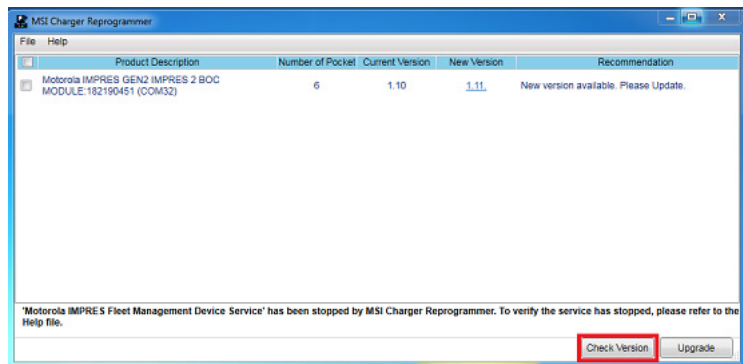 MSI Charger Reprogrammer
File Help
Product Description Number of Pocket Current Version New Version Recommendation
Motorola IMPRES GEN2 IMPRES 2 BOC 6 1.10 1.11. New version available. Please Update.
MODULE:182190451 (COM32)
'Motorola IMPRES Fleet Management Device Service' has been stopped by MSI Charger Reprogrammer. To verify the service has stopped, please refer to the
Help file.
Check Version Upgrade